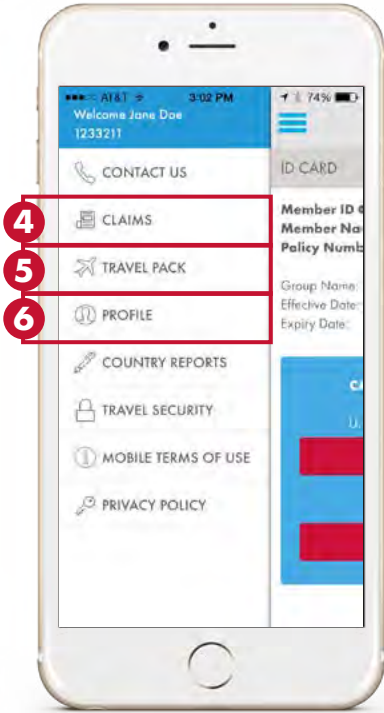 AT&T 3:02 PM 74%
Welcome Jane Doe
1233211
CONTACT US
ID CARD
4 CLAIMS
Member ID
Member Na
Policy Numb
5 TRAVEL PACK
Group Name:
Effective Date:
Expiry Date:
6 PROFILE
COUNTRY REPORTS
CA
TRAVEL SECURITY
U.
MOBILE TERMS OF USE
PRIVACY POLICY